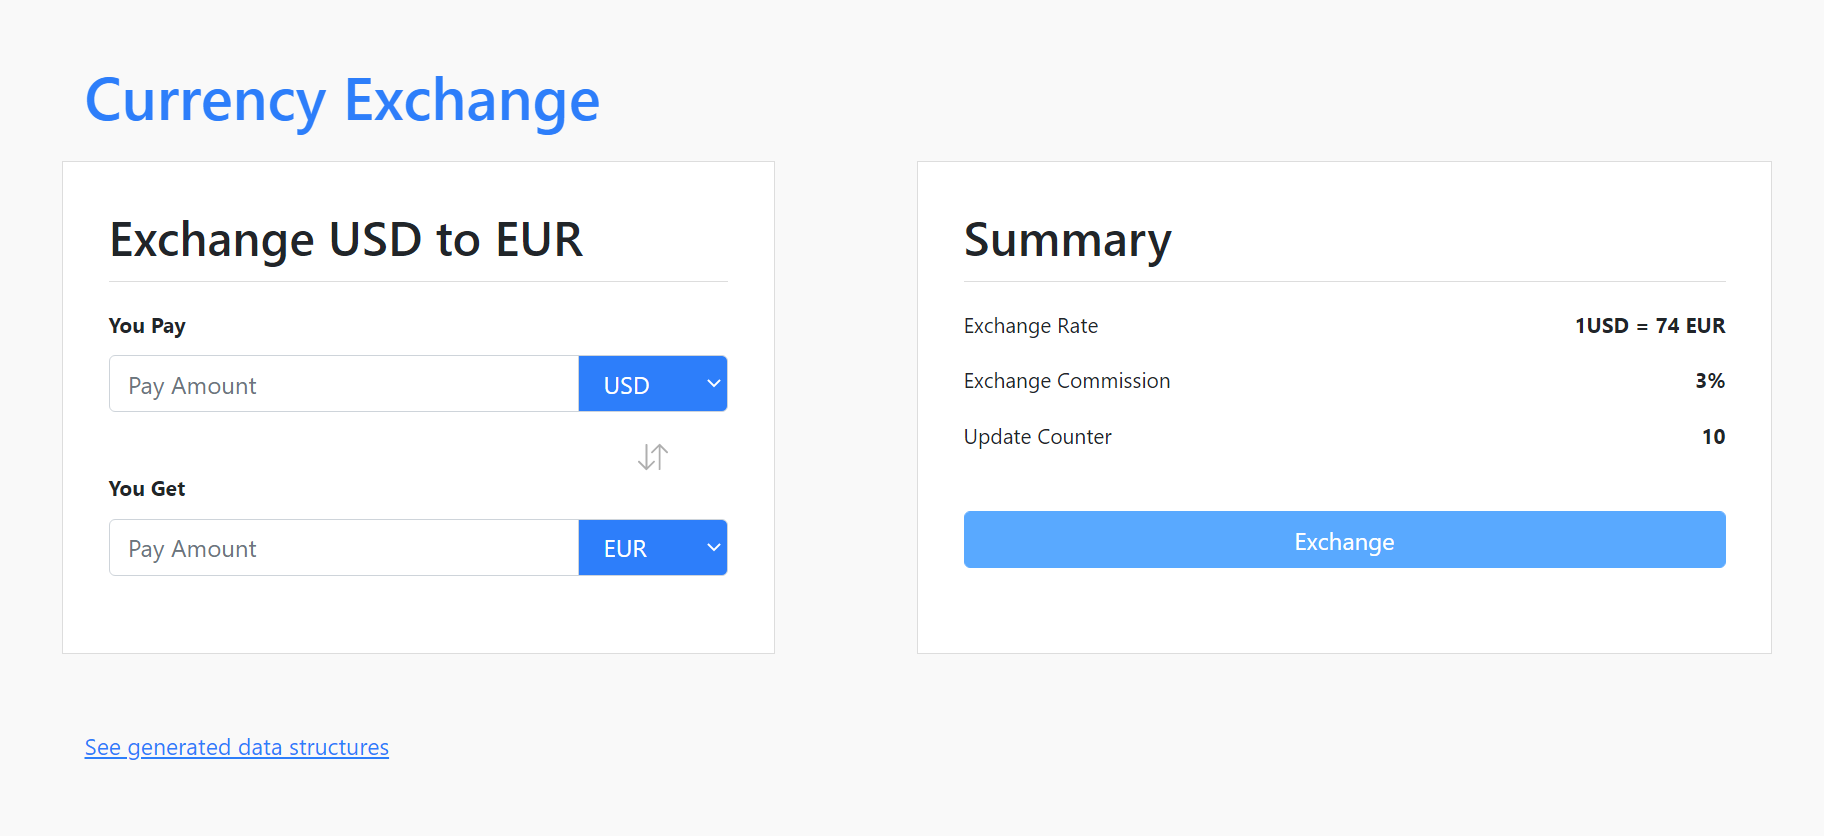 Currency Exchange
Exchange USD to EUR
You Pay
Pay Amount
USD
You Get
Pay Amount
EUR
Summary
Exchange Rate
1USD = 74 EUR
Exchange Commission
3%
Update Counter
10
Exchange
See generated data structures